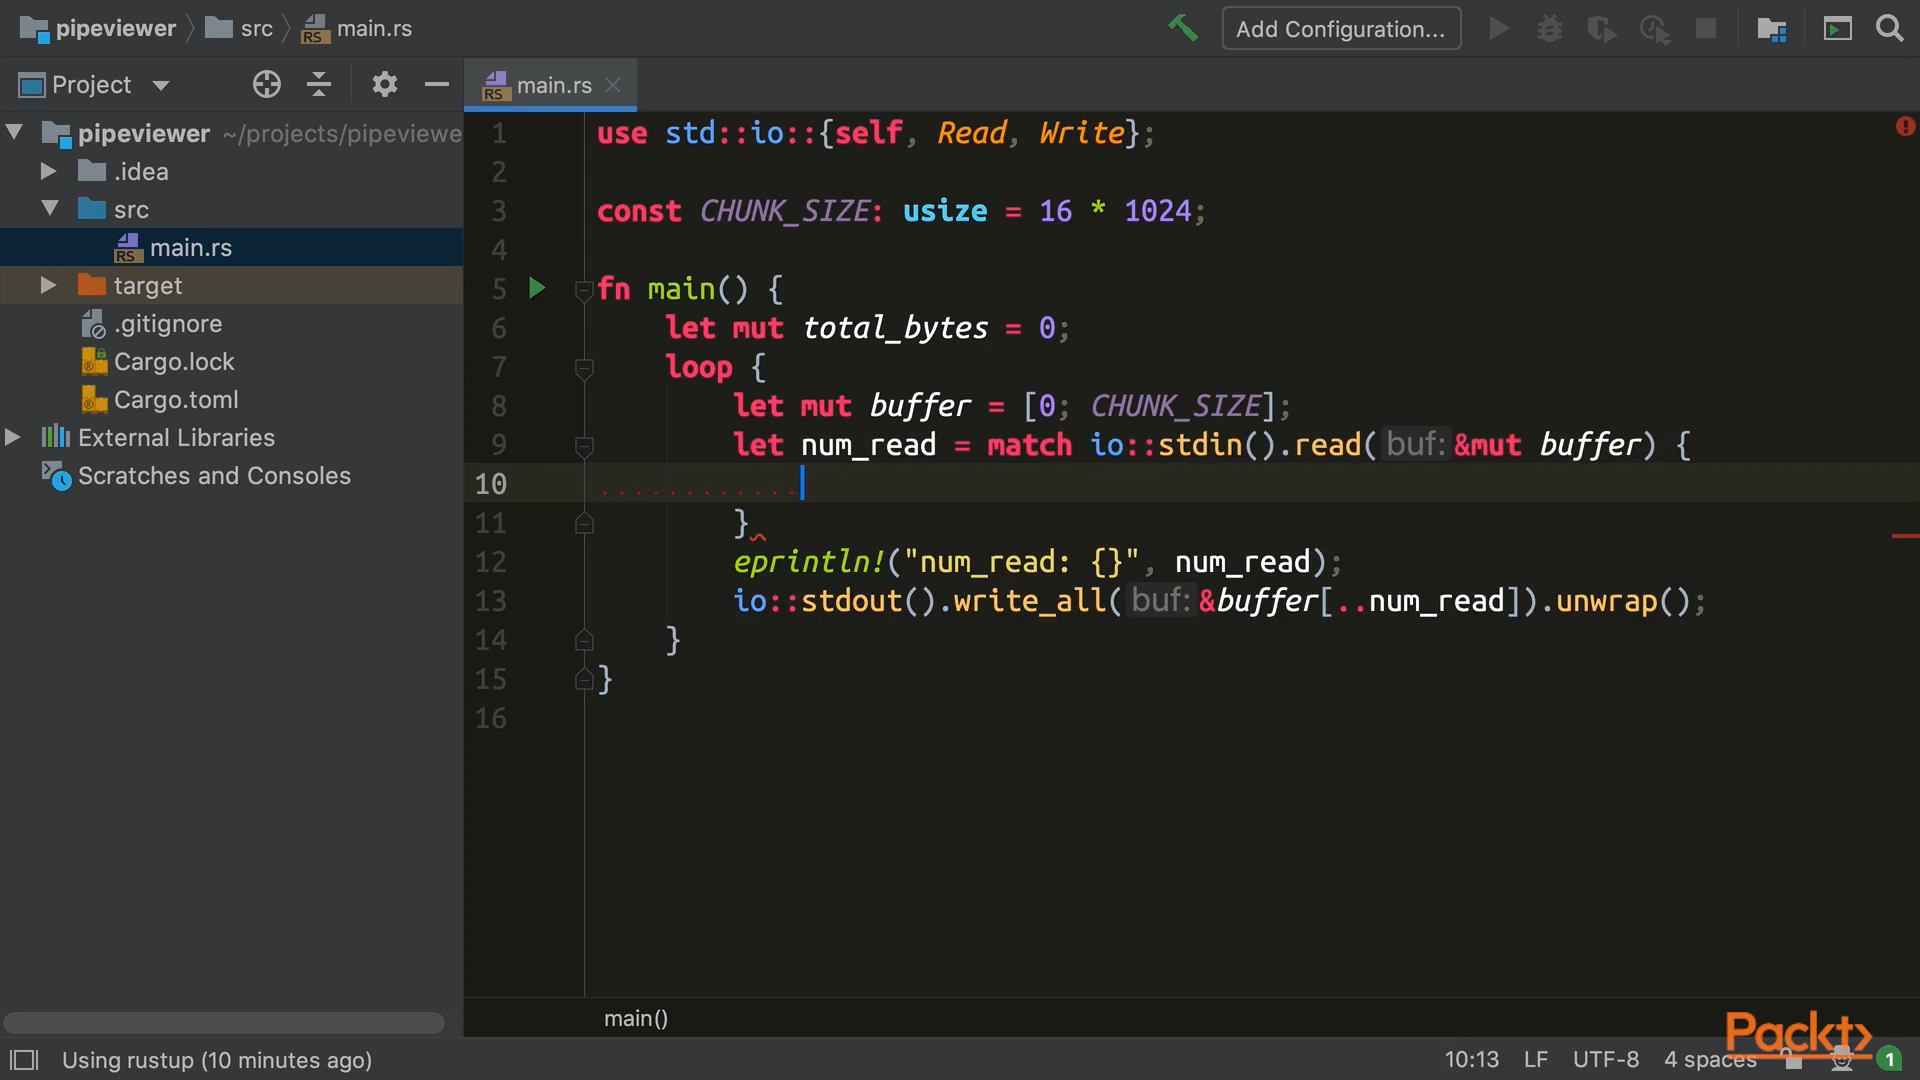 pipeviewer src main.rs Add Configuration...
Project main.rs
pipeviewer ~/projects/pipeviewe
.idea
src
main.rs
target
.gitignore
Cargo.lock
Cargo.toml
External Libraries
Scratches and Consoles
1 use std::io::{self, Read, Write};
2
3 const CHUNK_SIZE: usize = 16 * 1024;
4
5 fn main() {
6 let mut total_bytes = 0;
7 loop {
8 let mut buffer = [0; CHUNK_SIZE];
9 let num_read = match io::stdin().read( buf: &mut buffer) {
10
11 }
12 eprintln!("num_read: {}", num_read);
13 io::stdout().write_all( buf: &buffer[..num_read]).unwrap();
14 }
15 }
16
main()
Packt>
Using rustup (10 minutes ago) 10:13 LF UTF-8 4 spaces 1